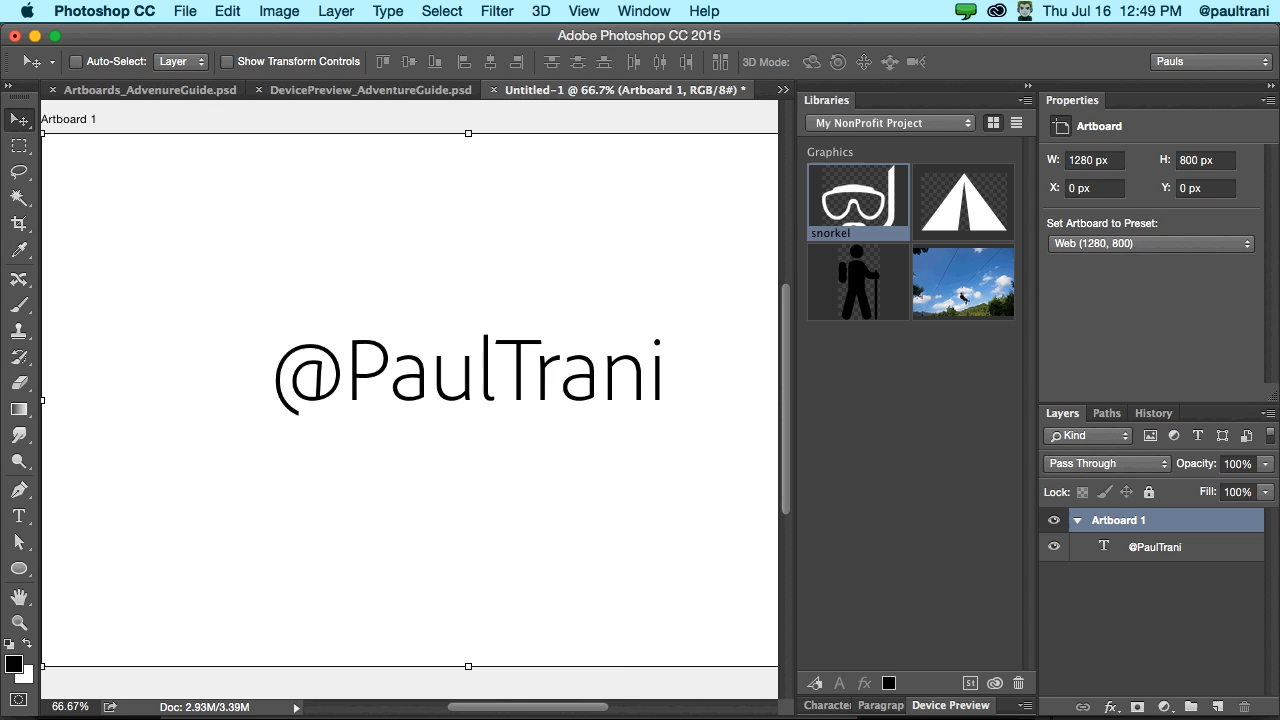 Photoshop CC File Edit Image Layer Type Select Filter 3D View Window Help Thu Jul 16 12:49 PM @paultrani
Adobe Photoshop CC 2015
Auto-Select: Layer Show Transform Controls 3D Mode: Pauls
Artboards_AdvenureGuide.psd DevicePreview_AdventureGuide.psd Untitled-1 @ 66.7% (Artboard 1, RGB/8#) *
Artboard 1
@PaulTrani
66.67% Doc: 2.93M/3.39M
Libraries
My NonProfit Project
Graphics
snorkel
A fx St
Character Paragrap Device Preview
Properties
Artboard
W: 1280 px H: 800 px
X: 0 px Y: 0 px
Set Artboard to Preset:
Web (1280, 800)
Layers Paths History
Kind T
Pass Through Opacity: 100%
Lock: Fill: 100%
Artboard 1
T @PaulTrani
fx